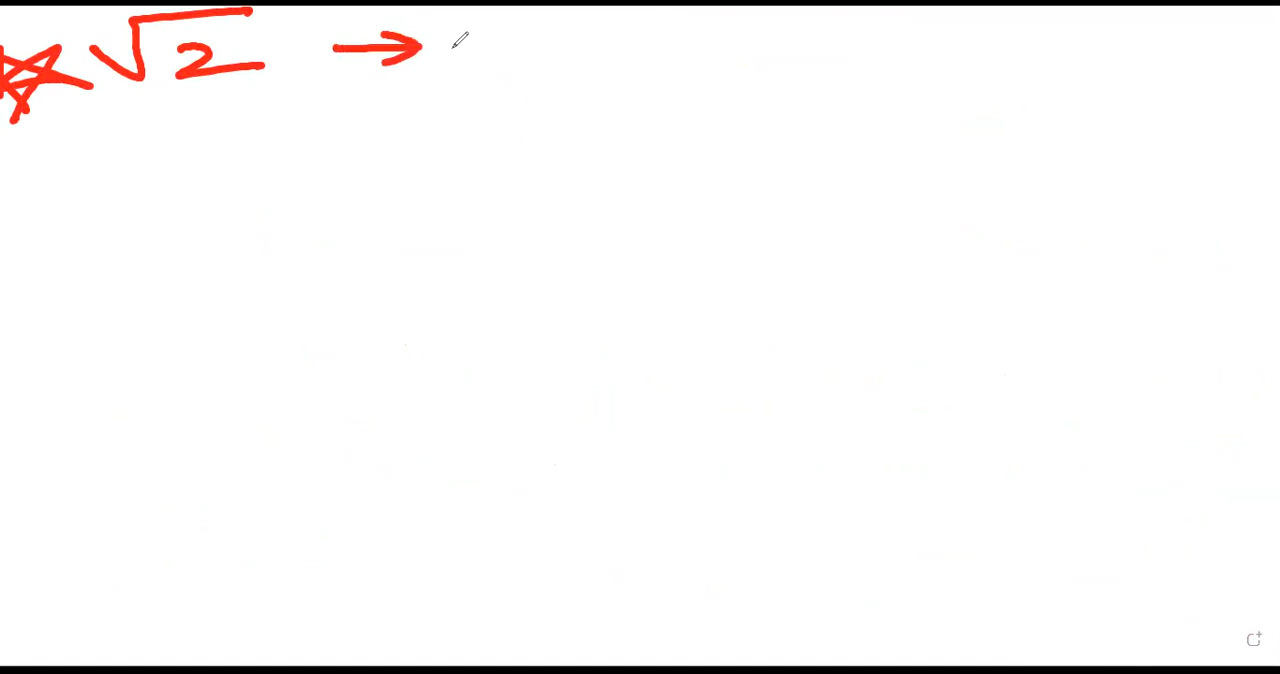 √2 →